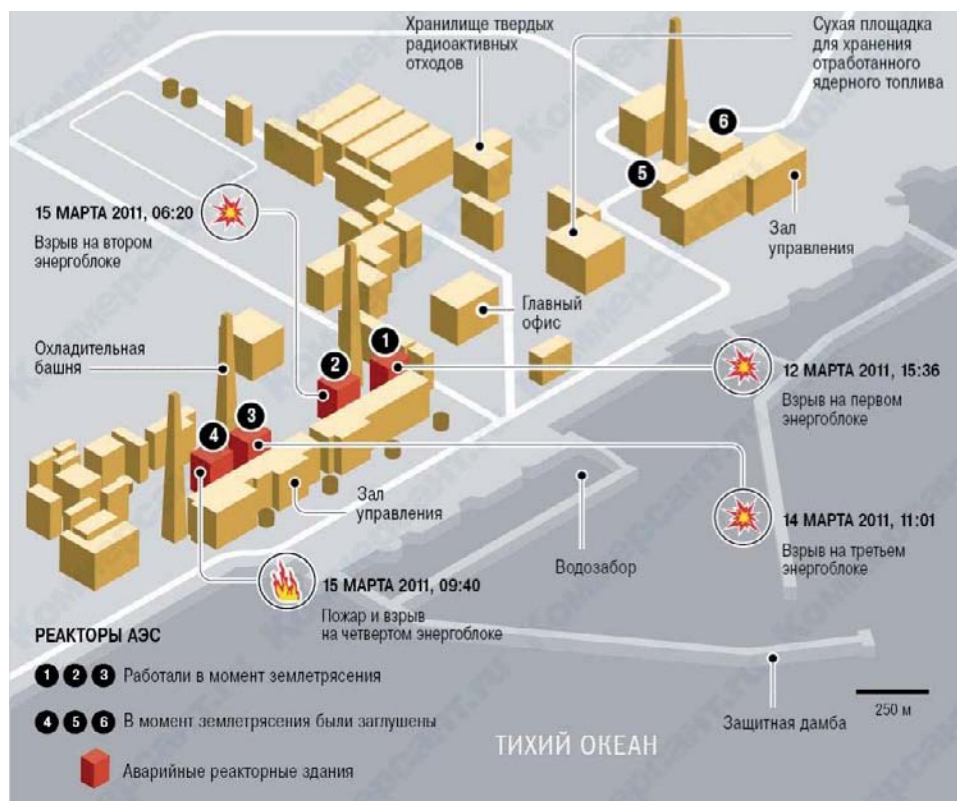 Хранилище твердых
радиоактивных
отходов
Сухая площадка
для хранения
отработанного
ядерного топлива
6
5
15 МАРТА 2011, 06:20
Взрыв на втором
энергоблоке
Зал
управления
Главный
офис
Охладительная
башня
1
2
3
4
12 МАРТА 2011, 15:36
Взрыв на первом
энергоблоке
Зал
управления
14 МАРТА 2011, 11:01
Взрыв на третьем
энергоблоке
Водозабор
15 МАРТА 2011, 09:40
Пожар и взрыв
на четвертом энергоблоке
РЕАКТОРЫ АЭС
1 2 3 Работали в момент землетрясения
4 5 6 В момент землетрясения были заглушены
Аварийные реакторные здания
Защитная дамба
250 м
ТИХИЙ ОКЕАН
Коммерсант.ru